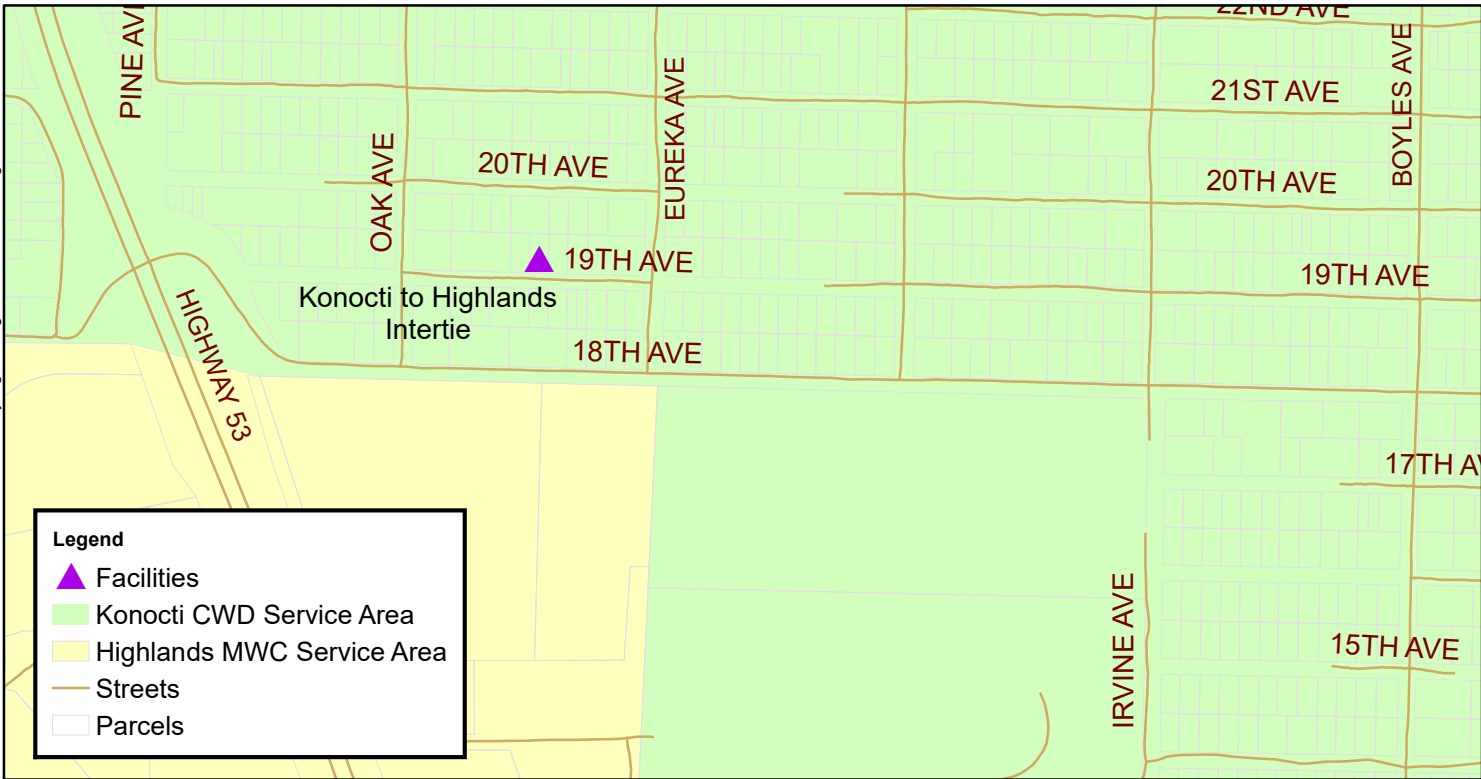 22ND AVE
PINE AVE
21ST AVE
BOYLES AVE
EUREKA AVE
OAK AVE
20TH AVE
20TH AVE
19TH AVE
19TH AVE
Konocti to Highlands
Intertie
18TH AVE
HIGHWAY 53
17TH AV
IRVINE AVE
15TH AVE
Legend
Facilities
Konocti CWD Service Area
Highlands MWC Service Area
Streets
Parcels